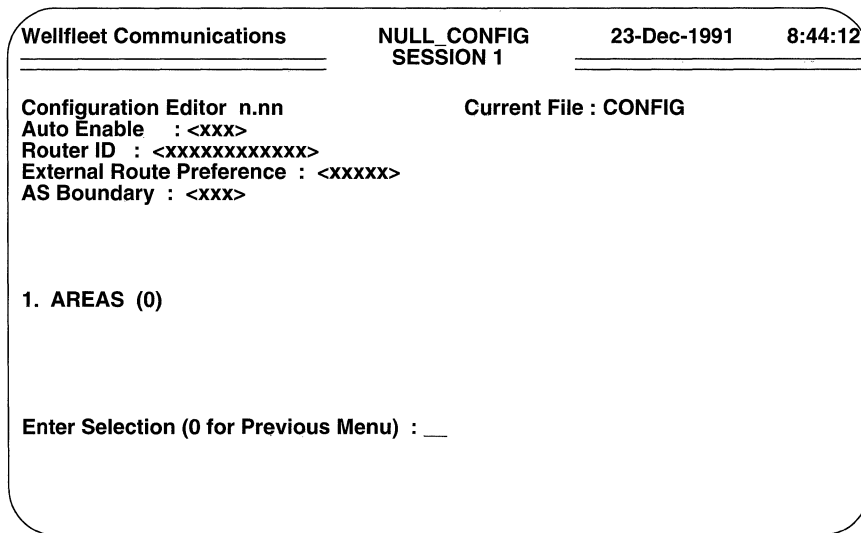 Wellfleet Communications NULL_CONFIG 23-Dec-1991 8:44:12
SESSION 1
Configuration Editor n.nn Current File : CONFIG
Auto Enable : <xxx>
Router ID : <xxxxxxxxxxxx>
External Route Preference : <xxxxx>
AS Boundary : <xxx>
1. AREAS (0)
Enter Selection (0 for Previous Menu) : __